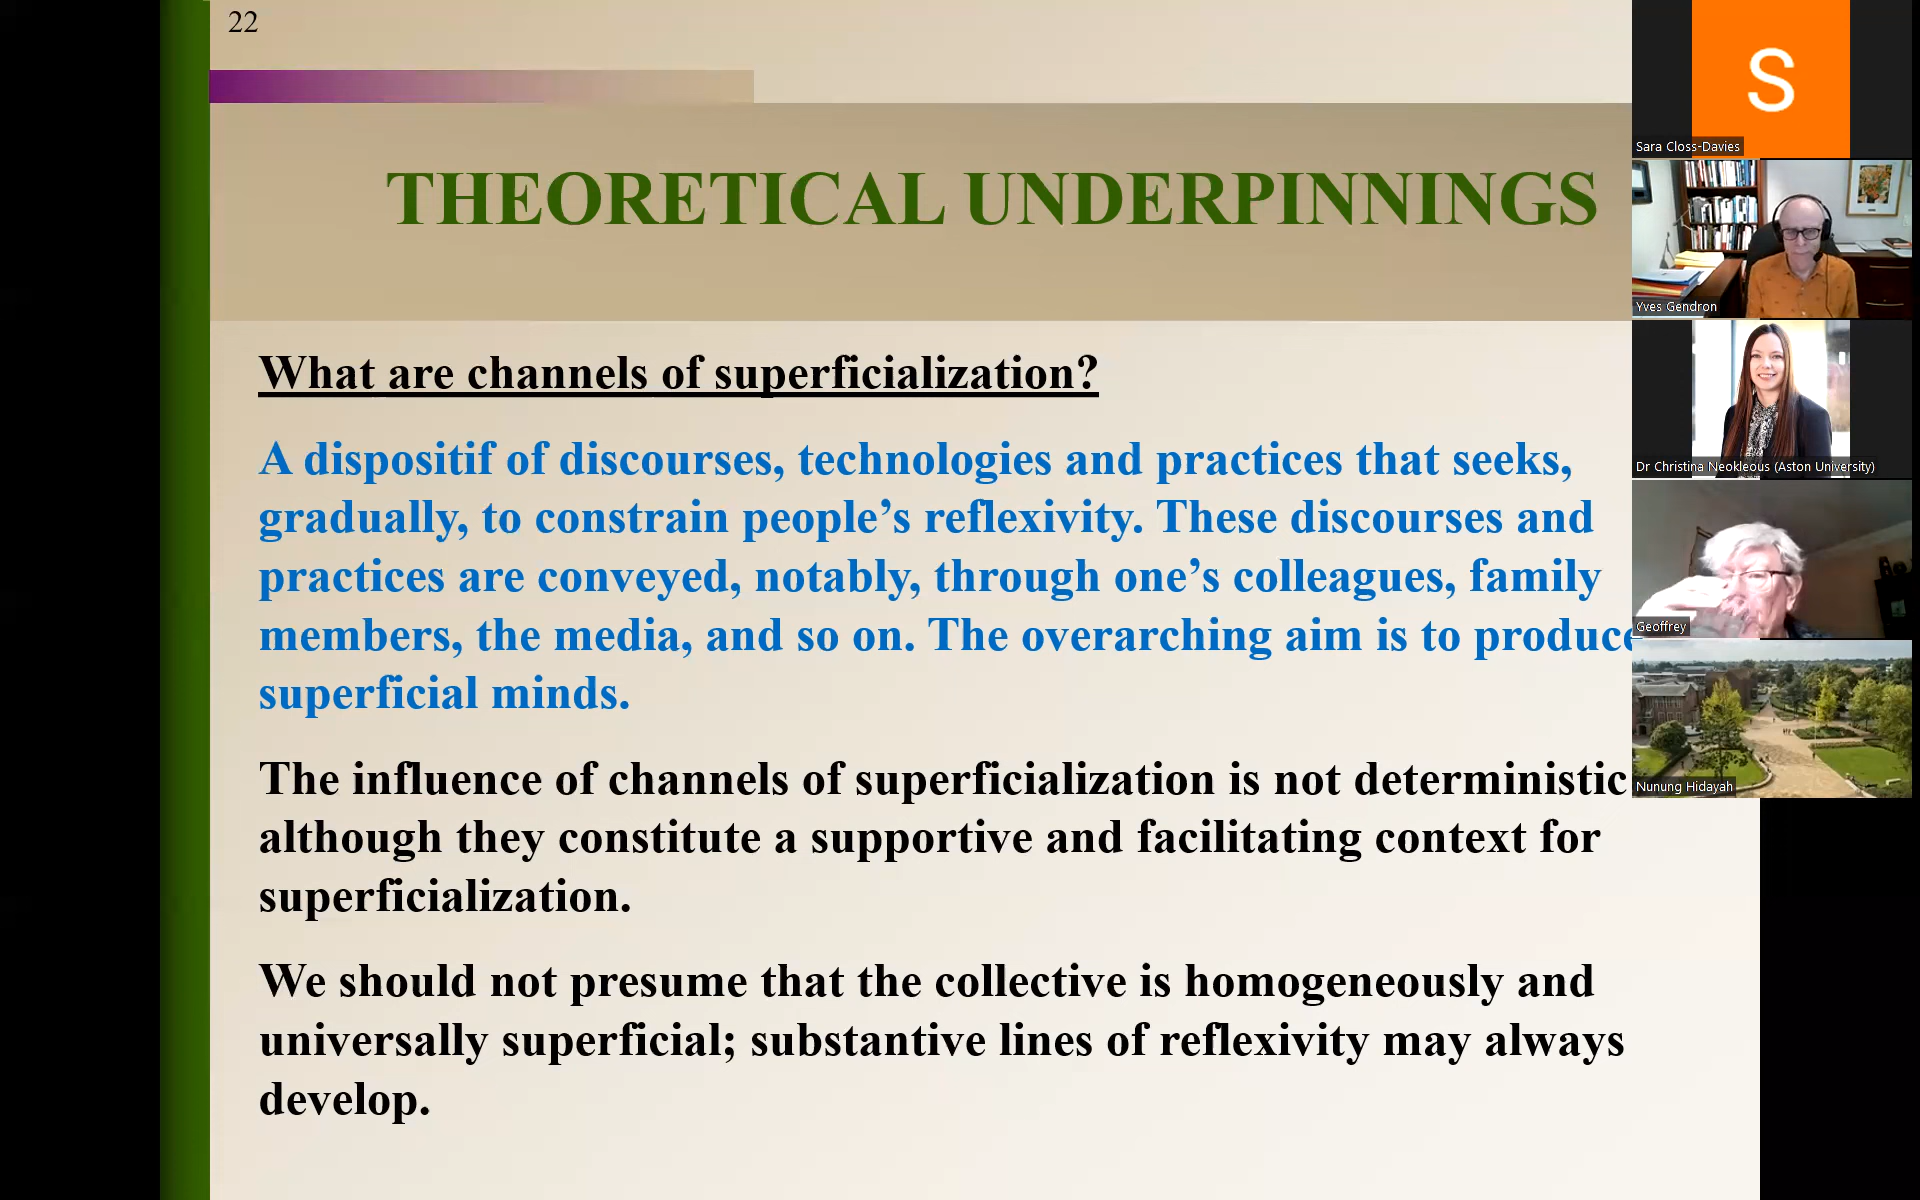 22
THEORETICAL UNDERPINNINGS
What are channels of superficialization?
A dispositif of discourses, technologies and practices that seeks,
gradually, to constrain people’s reflexivity. These discourses and
practices are conveyed, notably, through one’s colleagues, family
members, the media, and so on. The overarching aim is to produce
superficial minds.
The influence of channels of superficialization is not deterministic
although they constitute a supportive and facilitating context for
superficialization.
We should not presume that the collective is homogeneously and
universally superficial; substantive lines of reflexivity may always
develop.
S
Sara Closs-Davies
Yves Gendron
Dr Christina Neokleous (Aston University)
Geoffrey
Nunung Hidayah